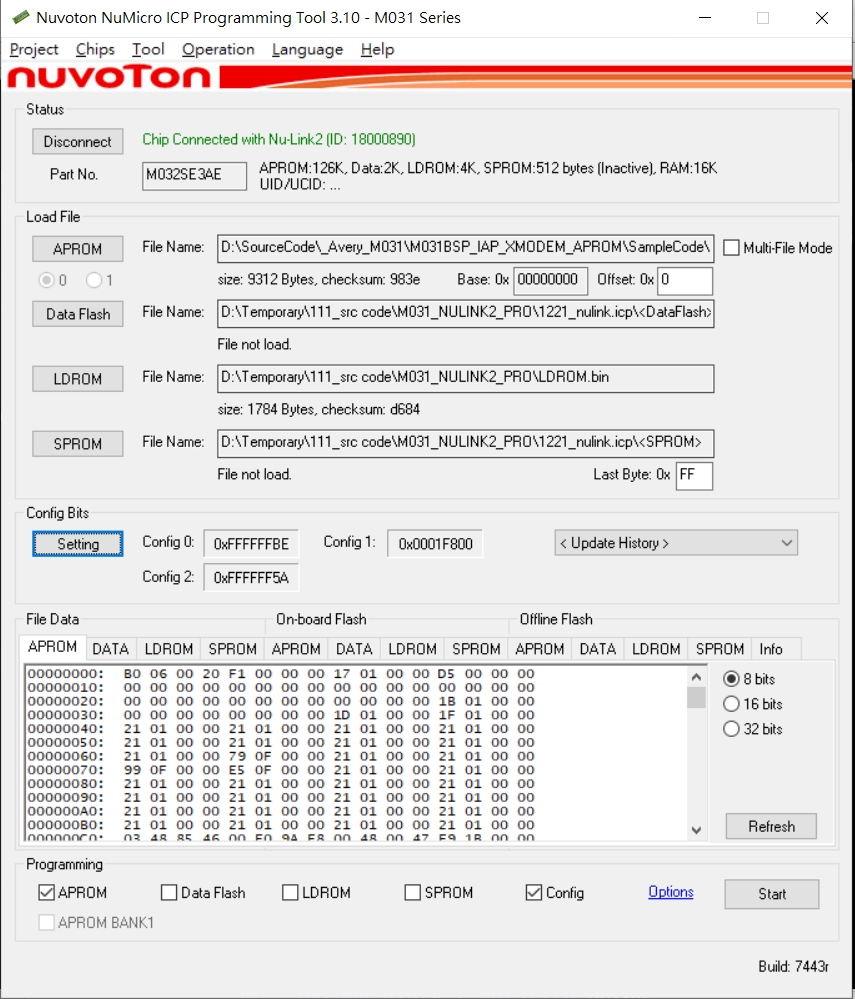 Nuvoton NuMicro ICP Programming Tool 3.10 - M031 Series
Project Chips Tool Operation Language Help
nuvoTon
Status
Disconnect Chip Connected with Nu-Link2 (ID: 18000890)
Part No. M032SE3AE APROM:126K, Data:2K, LDROM:4K, SPROM:512 bytes (Inactive), RAM:16K
UID/UCID: ...
Load File
APROM File Name: D:\SourceCode\_Avery_M031\M031BSP_IAP_XMODEM_APROM\SampleCode\ Multi-File Mode
0 1 size: 9312 Bytes, checksum: 983e Base: 0x 00000000 Offset: 0x 0
Data Flash File Name: D:\Temporary\111_src code\M031_NULINK2_PRO\1221_nulink.icp\<DataFlash>
File not load.
LDROM File Name: D:\Temporary\111_src code\M031_NULINK2_PRO\LDROM.bin
size: 1784 Bytes, checksum: d684
SPROM File Name: D:\Temporary\111_src code\M031_NULINK2_PRO\1221_nulink.icp\<SPROM>
File not load. Last Byte: 0x FF
Config Bits
Setting Config 0: 0xFFFFFFBE Config 1: 0x0001F800 < Update History >
Config 2: 0xFFFFFF5A
File Data On-board Flash Offline Flash
APROM DATA LDROM SPROM APROM DATA LDROM SPROM APROM DATA LDROM SPROM Info
00000000: B0 06 00 20 F1 00 00 00 17 01 00 00 D5 00 00 00 8 bits
00000010: 00 00 00 00 00 00 00 00 00 00 00 00 00 00 00 00
00000020: 00 00 00 00 00 00 00 00 00 00 00 00 1B 01 00 00 16 bits
00000030: 00 00 00 00 00 00 00 00 1D 01 00 00 1F 01 00 00
00000040: 21 01 00 00 21 01 00 00 21 01 00 00 21 01 00 00 32 bits
00000050: 21 01 00 00 21 01 00 00 21 01 00 00 21 01 00 00
00000060: 21 01 00 00 79 0F 00 00 21 01 00 00 21 01 00 00
00000070: 99 0F 00 00 E5 0F 00 00 21 01 00 00 21 01 00 00
00000080: 21 01 00 00 21 01 00 00 21 01 00 00 21 01 00 00
00000090: 21 01 00 00 21 01 00 00 21 01 00 00 21 01 00 00
000000A0: 21 01 00 00 21 01 00 00 21 01 00 00 21 01 00 00
000000B0: 21 01 00 00 21 01 00 00 21 01 00 00 21 01 00 00 Refresh
000000C0: 03 48 85 46 00 F0 9A F8 00 48 00 47 F9 1B 00 00
Programming
APROM Data Flash LDROM SPROM Config Options Start
APROM BANK1
Build: 7443r